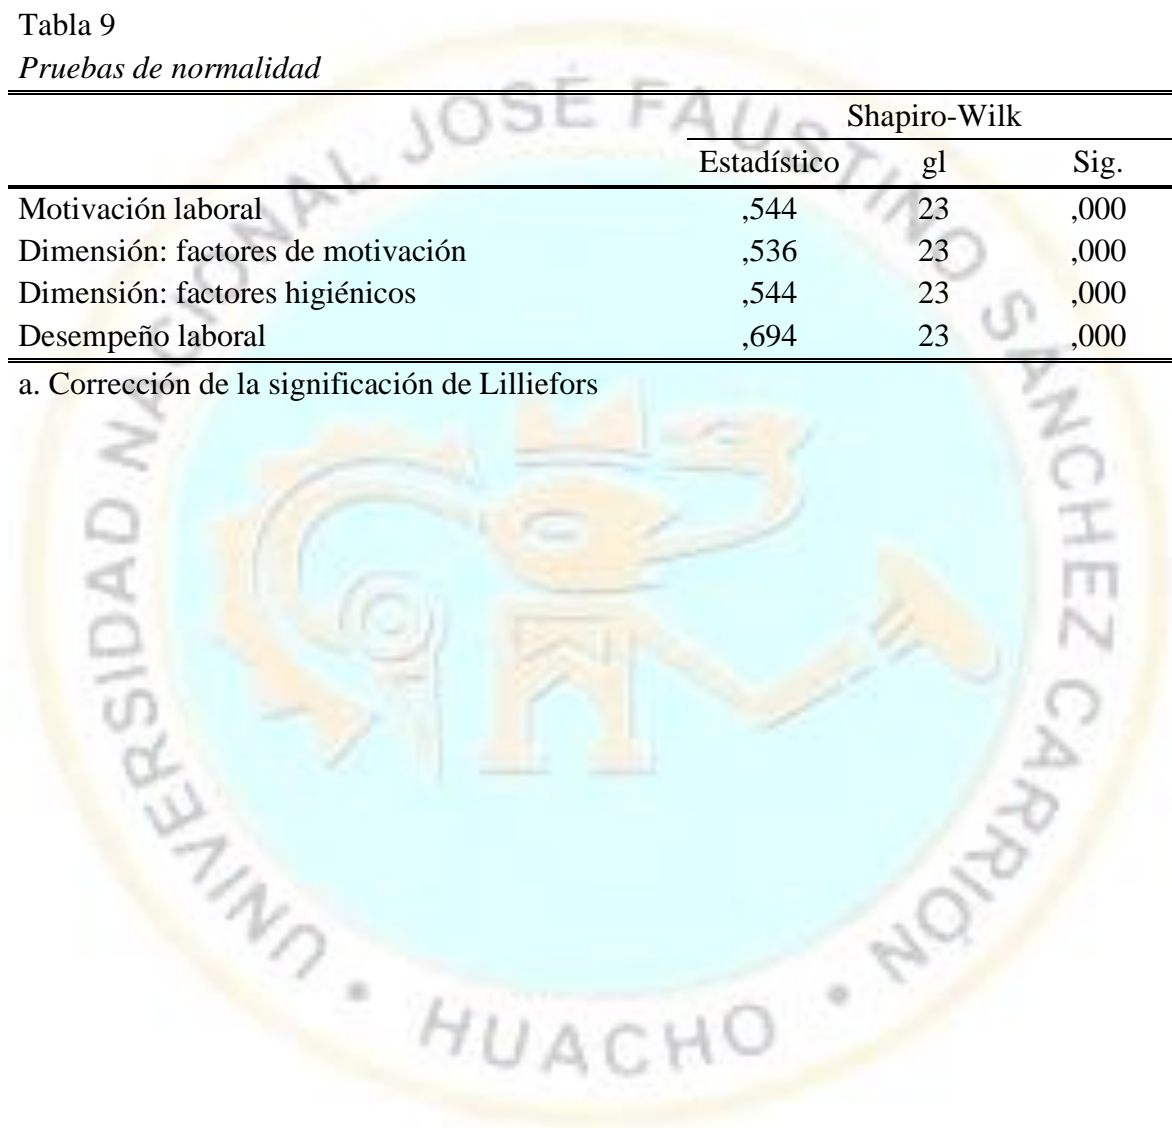 Tabla 9
Pruebas de normalidad
Shapiro-Wilk
Estadístico gl Sig.
Motivación laboral ,544 23 ,000
Dimensión: factores de motivación ,536 23 ,000
Dimensión: factores higiénicos ,544 23 ,000
Desempeño laboral ,694 23 ,000
a. Corrección de la significación de Lilliefors
UNIVERSIDAD NACIONAL JOSÉ FAUSTINO SÁNCHEZ CARRIÓN • HUACHO •